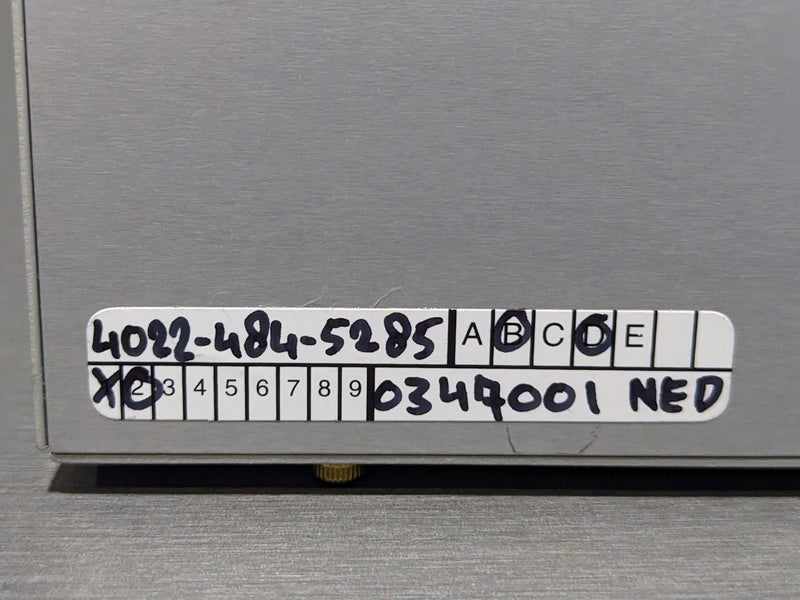 4022-484-5285 A B C D E
X 2 3 4 5 6 7 8 9 0347001 NED